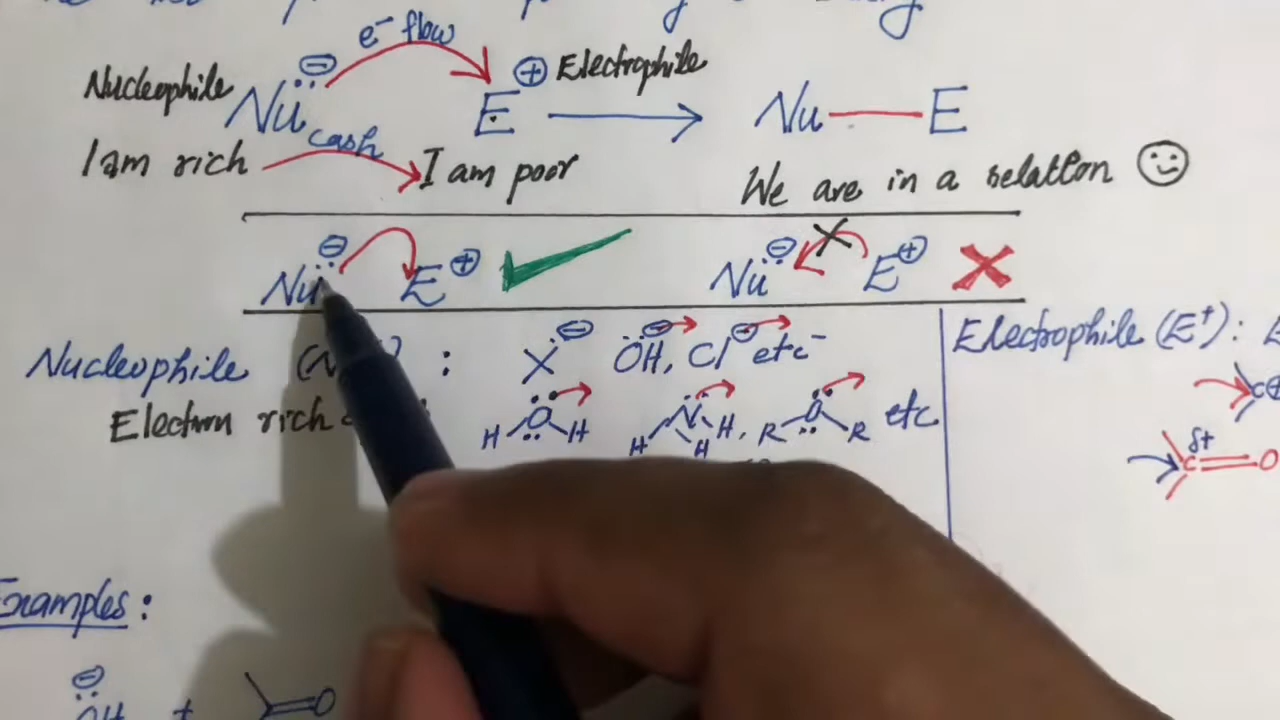 e⁻ flow
Nucleophile Nu ⊖ E ⊕ Electrophile Nu — E
cash
I am rich I am poor We are in a relation
Nu ⊖ E ⊕ Nu ⊖ E ⊕
Nucleophile : X ⊖ OH ⊖, Cl ⊖ etc Electrophile (E⁺) :
Electron rich H O H H N H H, R O R etc C ⊕
δ+ C = O
Examples :
⊖ OH + O